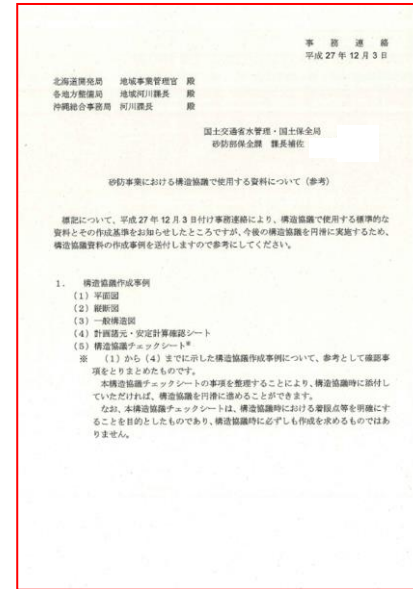 事務連絡
平成27年12月3日
北海道開発局 地域事業管理官 殿
各地方整備局 地域河川課長 殿
沖縄総合事務局 河川課長 殿
国土交通省水管理・国土保全局
砂防部保全課 課長補佐
砂防事業における構造協議で使用する資料について（参考）
標記について、平成27年12月3日付け事務連絡により、構造協議で使用する標準的な
資料とその作成基準をお知らせしたところですが、今後の構造協議を円滑に実施するため、
構造協議資料の作成事例を送付しますので参考にしてください。
1. 構造協議作成事例
（1）平面図
（2）縦断図
（3）一般構造図
（4）計画諸元・安定計算確認シート
（5）構造協議チェックシート※
※ （1）から（4）までに示した構造協議作成事例について、参考として確認事
項をとりまとめたものです。
本構造協議チェックシートの事項を整理することにより、構造協議時に添付し
ていただければ、構造協議を円滑に進めることができます。
なお、本構造協議チェックシートは、構造協議時における着眼点等を明確にす
ることを目的としたものであり、構造協議時に必ずしも作成を求めるものではあ
りません。